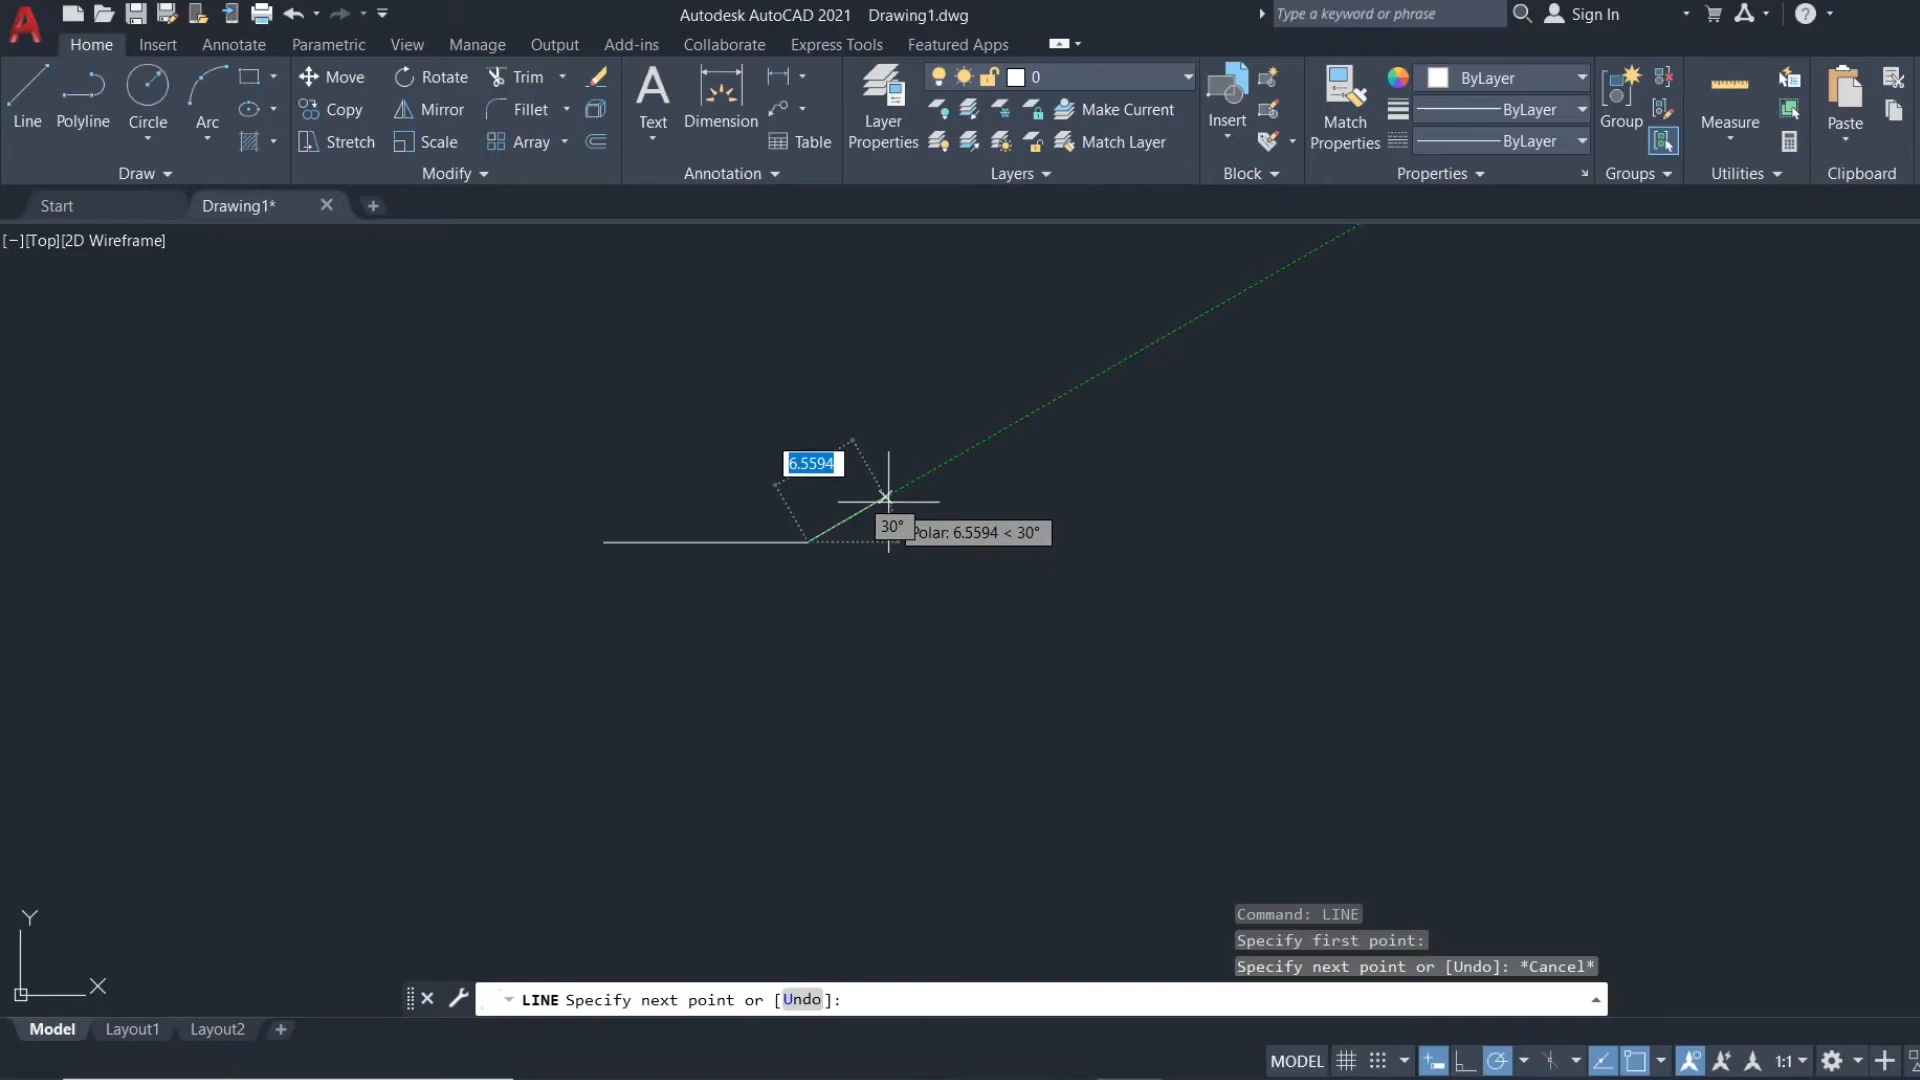 Autodesk AutoCAD 2021 Drawing1.dwg
Type a keyword or phrase
Sign In
Home Insert Annotate Parametric View Manage Output Add-ins Collaborate Express Tools Featured Apps
Line Polyline Circle Arc
Move Rotate Trim
Copy Mirror Fillet
Stretch Scale Array
Text Dimension Table
Layer Properties
0
Make Current
Match Layer
Insert
Match Properties
ByLayer
ByLayer
ByLayer
Group
Measure
Paste
Draw Modify Annotation Layers Block Properties Groups Utilities Clipboard
Start Drawing1*
[−][Top][2D Wireframe]
6.5594
30°
Polar: 6.5594 < 30°
Y
X
Command: LINE
Specify first point:
Specify next point or [Undo]: *Cancel*
LINE Specify next point or [Undo]:
Model Layout1 Layout2
MODEL 1:1